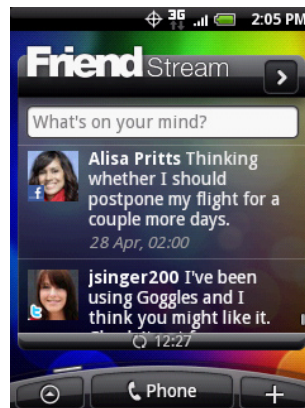 3G 2:05 PM
Friend Stream
What's on your mind?
Alisa Pritts Thinking
whether I should
postpone my flight for a
couple more days.
28 Apr, 02:00
jsinger200 I've been
using Goggles and I
think you might like it.
12:27
Phone